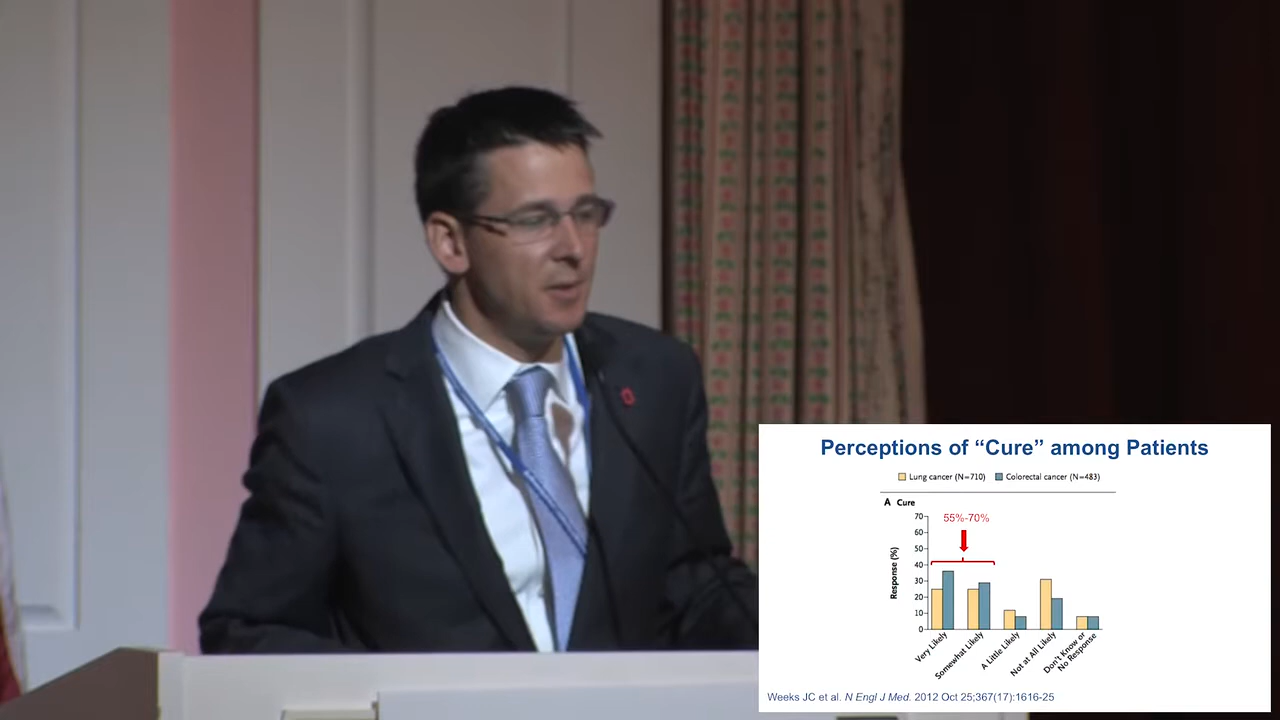 Perceptions of “Cure” among Patients
Lung cancer (N=710) Colorectal cancer (N=483)
A Cure
55%-70%
Response (%)
70
60
50
40
30
20
10
0
Very Likely
Somewhat Likely
A Little Likely
Not at All Likely
Don't Know or
No Response
Weeks JC et al. N Engl J Med. 2012 Oct 25;367(17):1616-25